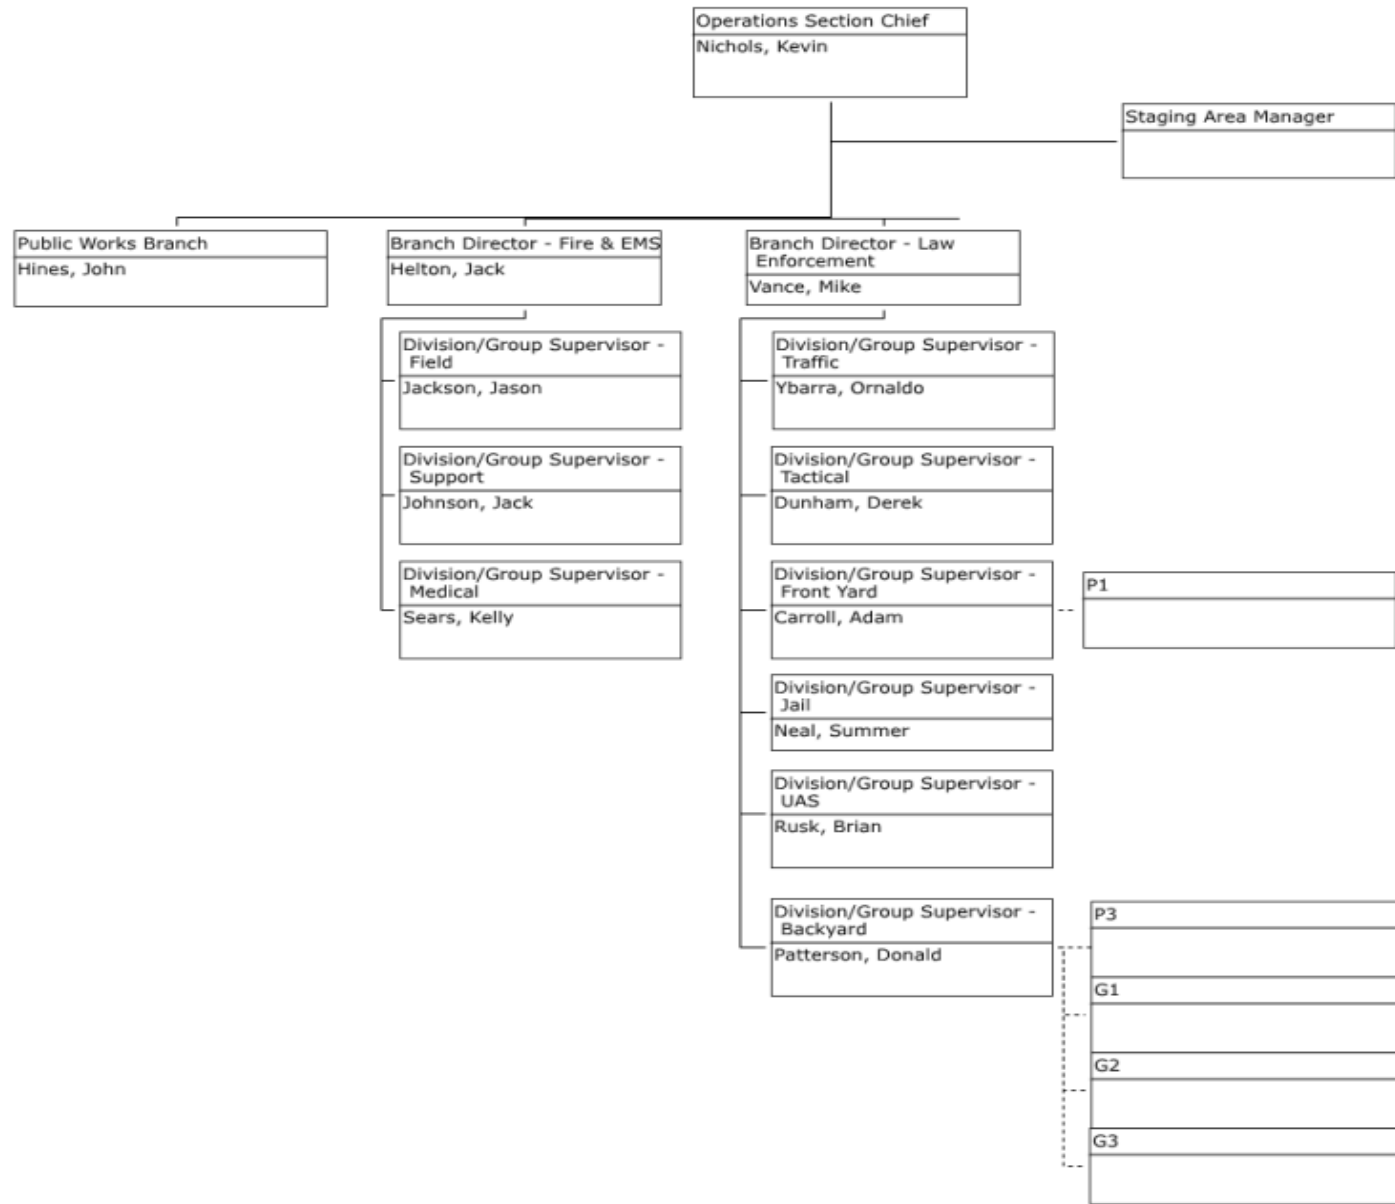 Operations Section Chief
Nichols, Kevin
Staging Area Manager
Public Works Branch
Hines, John
Branch Director - Fire & EMS
Helton, Jack
Branch Director - Law
Enforcement
Vance, Mike
Division/Group Supervisor -
Field
Jackson, Jason
Division/Group Supervisor -
Support
Johnson, Jack
Division/Group Supervisor -
Medical
Sears, Kelly
Division/Group Supervisor -
Traffic
Ybarra, Ornaldo
Division/Group Supervisor -
Tactical
Dunham, Derek
Division/Group Supervisor -
Front Yard
Carroll, Adam
P1
Division/Group Supervisor -
Jail
Neal, Summer
Division/Group Supervisor -
UAS
Rusk, Brian
Division/Group Supervisor -
Backyard
Patterson, Donald
P3
G1
G2
G3